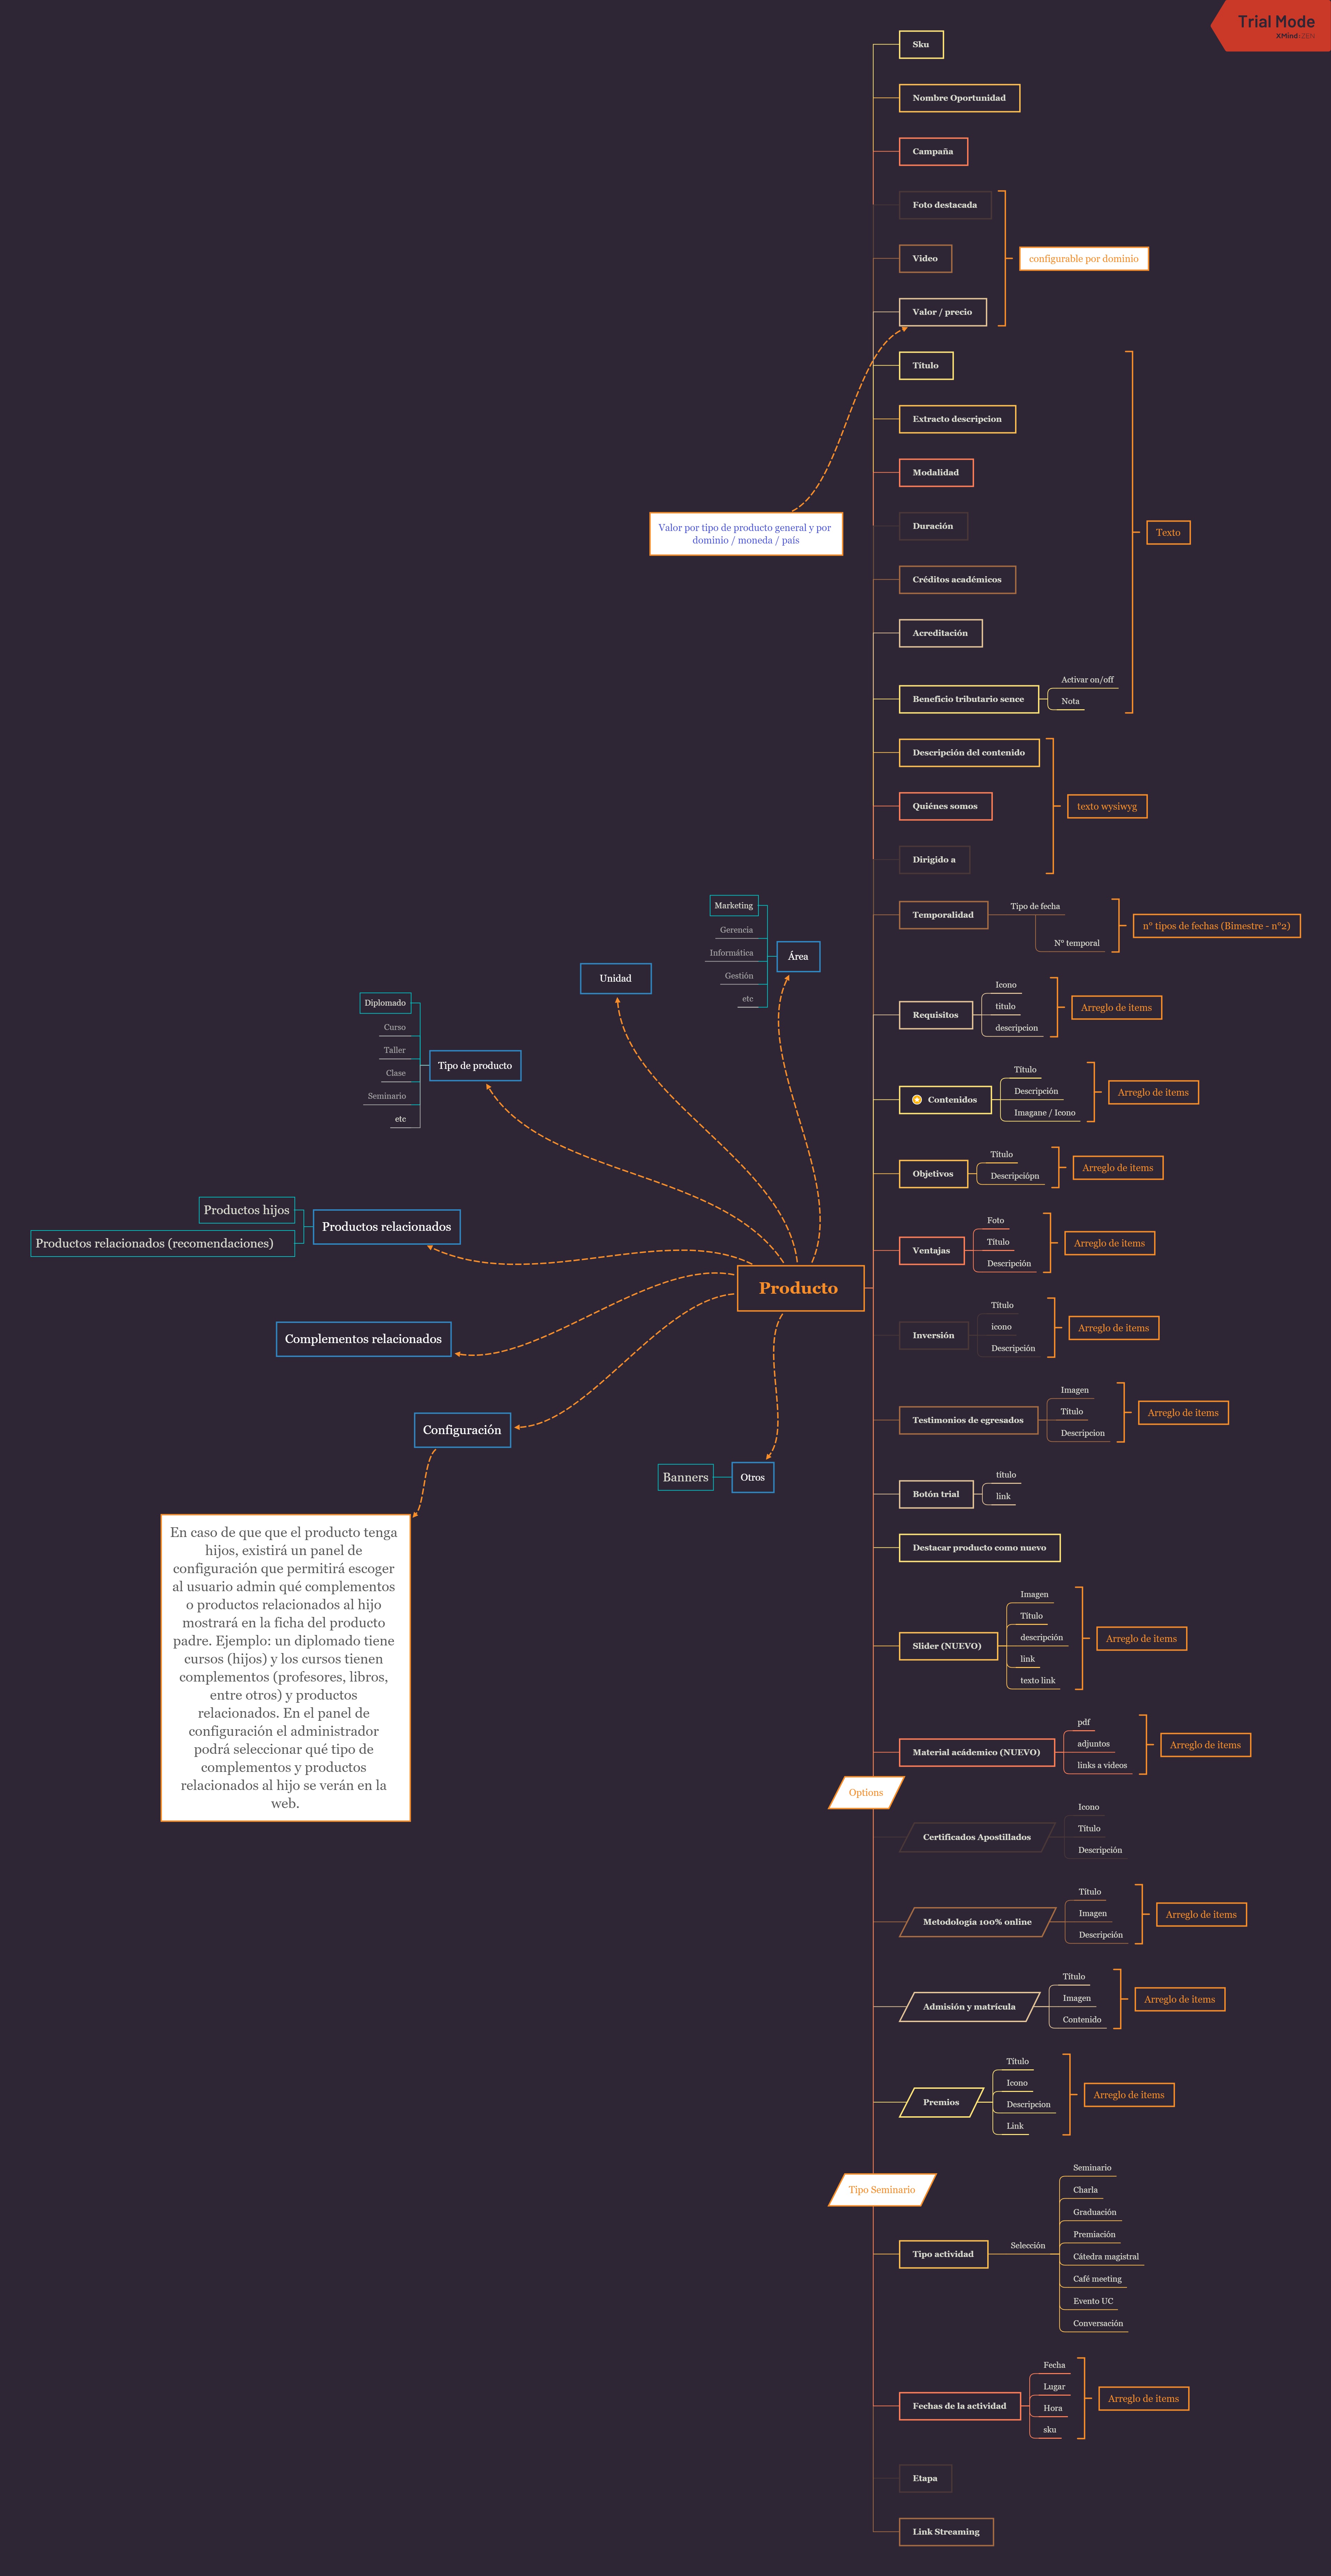 Trial Mode
XMind:ZEN
Sku
Nombre Oportunidad
Campaña
Foto destacada
Video
configurable por dominio
Valor / precio
Título
Extracto descripcion
Modalidad
Duración
Valor por tipo de producto general y por
dominio / moneda / país
Texto
Créditos académicos
Acreditación
Beneficio tributario sence
Activar on/off
Nota
Descripción del contenido
Quiénes somos
texto wysiwyg
Dirigido a
Temporalidad
Tipo de fecha
N° temporal
n° tipos de fechas (Bimestre - n°2)
Marketing
Gerencia
Informática
Gestión
etc
Área
Unidad
Diplomado
Curso
Taller
Clase
Seminario
etc
Tipo de producto
Requisitos
Icono
titulo
descripcion
Arreglo de items
Contenidos
Título
Descripción
Imagane / Icono
Arreglo de items
Objetivos
Título
Descripciópn
Arreglo de items
Productos hijos
Productos relacionados (recomendaciones)
Productos relacionados
Ventajas
Foto
Título
Descripción
Arreglo de items
Producto
Complementos relacionados
Inversión
Título
icono
Descripción
Arreglo de items
Configuración
Testimonios de egresados
Imagen
Título
Descripcion
Arreglo de items
Banners
Otros
Botón trial
título
link
Destacar producto como nuevo
En caso de que que el producto tenga
hijos, existirá un panel de
configuración que permitirá escoger
al usuario admin qué complementos
o productos relacionados al hijo
mostrará en la ficha del producto
padre. Ejemplo: un diplomado tiene
cursos (hijos) y los cursos tienen
complementos (profesores, libros,
entre otros) y productos
relacionados. En el panel de
configuración el administrador
podrá seleccionar qué tipo de
complementos y productos
relacionados al hijo se verán en la
web.
Slider (NUEVO)
Imagen
Título
descripción
link
texto link
Arreglo de items
Material acádemico (NUEVO)
pdf
adjuntos
links a videos
Arreglo de items
Options
Certificados Apostillados
Icono
Título
Descripción
Metodología 100% online
Título
Imagen
Descripción
Arreglo de items
Admisión y matrícula
Título
Imagen
Contenido
Arreglo de items
Premios
Título
Icono
Descripcion
Link
Arreglo de items
Tipo Seminario
Tipo actividad
Selección
Seminario
Charla
Graduación
Premiación
Cátedra magistral
Café meeting
Evento UC
Conversación
Fechas de la actividad
Fecha
Lugar
Hora
sku
Arreglo de items
Etapa
Link Streaming